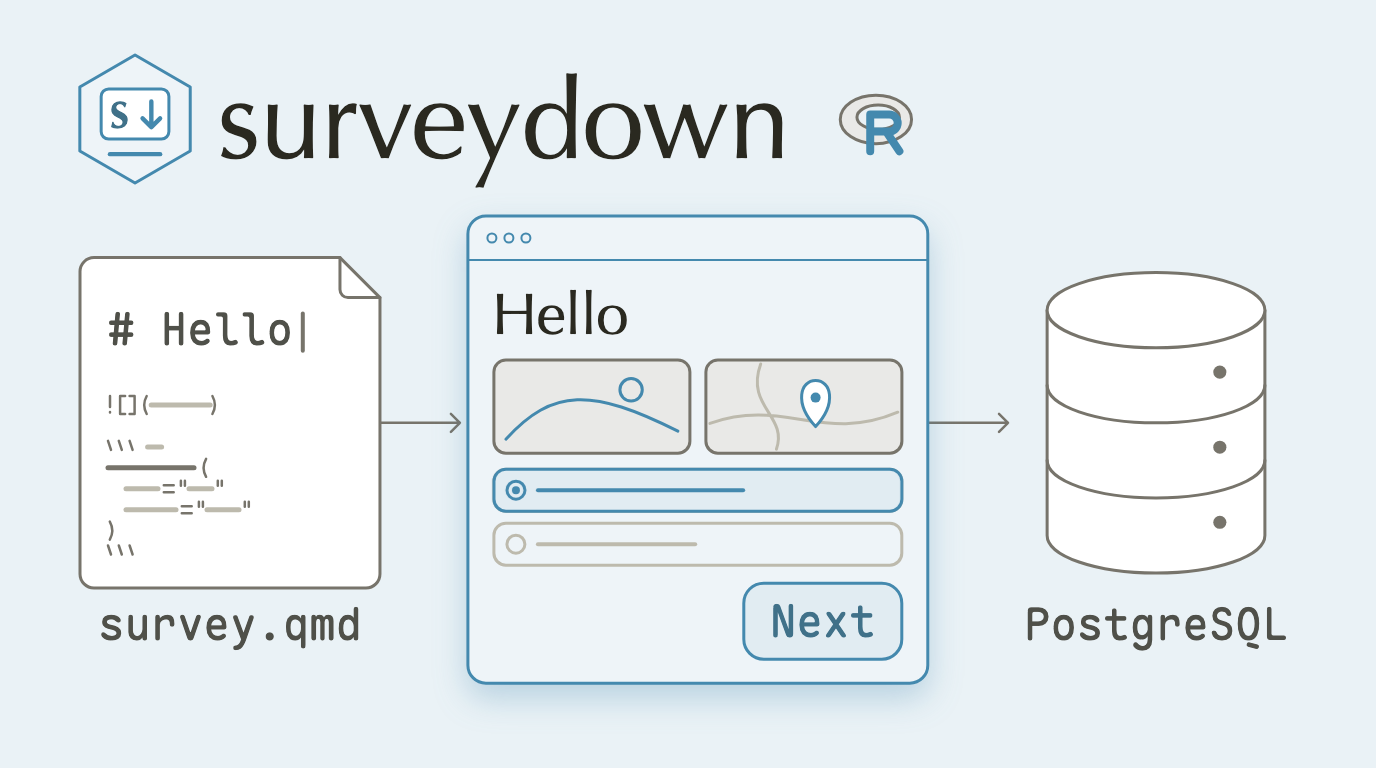 S↓
surveydown
R
# Hello|
![](
)
\\\
(
="
"
="
"
)
\\\
survey.qmd
Hello
Next
PostgreSQL